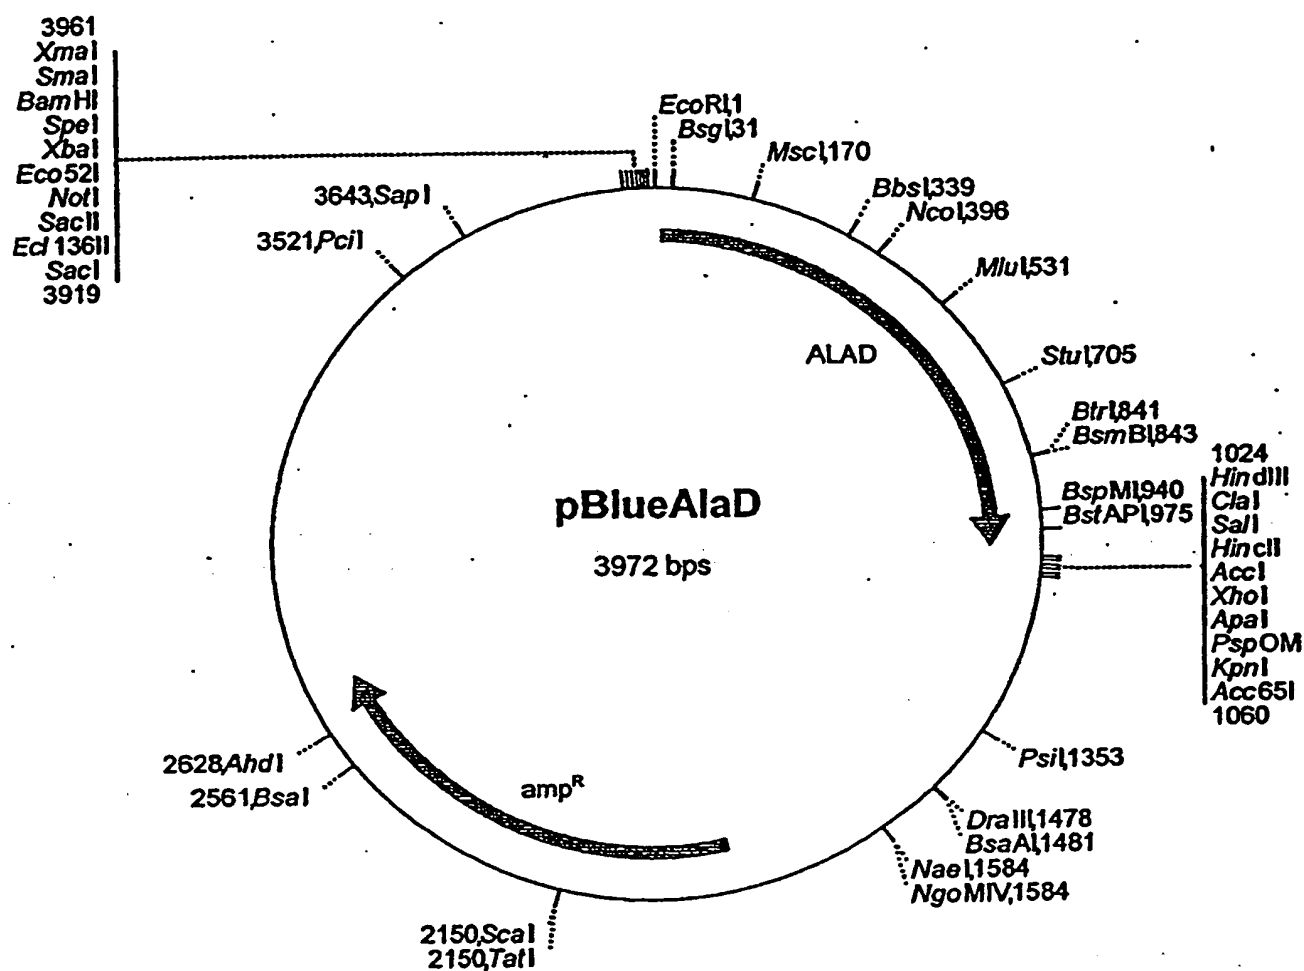 3961
XmaI
SmaI
BamHI
SpeI
XbaI
Eco52I
NotI
SacII
Ecl 136II
SacI
3919
EcoRI,1
BsgI,31
MscI,170
BbsI,339
NcoI,396
MluI,531
StuI,705
BtrI,841
BsmBI,843
BspMI,940
BstAPI,975
1024
HindIII
ClaI
SalI
HincII
AccI
XhoI
ApaI
PspOM
KpnI
Acc65I
1060
PsiI,1353
DraIII,1478
BsaAI,1481
NaeI,1584
NgoMIV,1584
2150,ScaI
2150,TatI
2561,BsaI
2628,AhdI
3521,PciI
3643,SapI
ALAD
pBlueAlaD
3972 bps
ampR